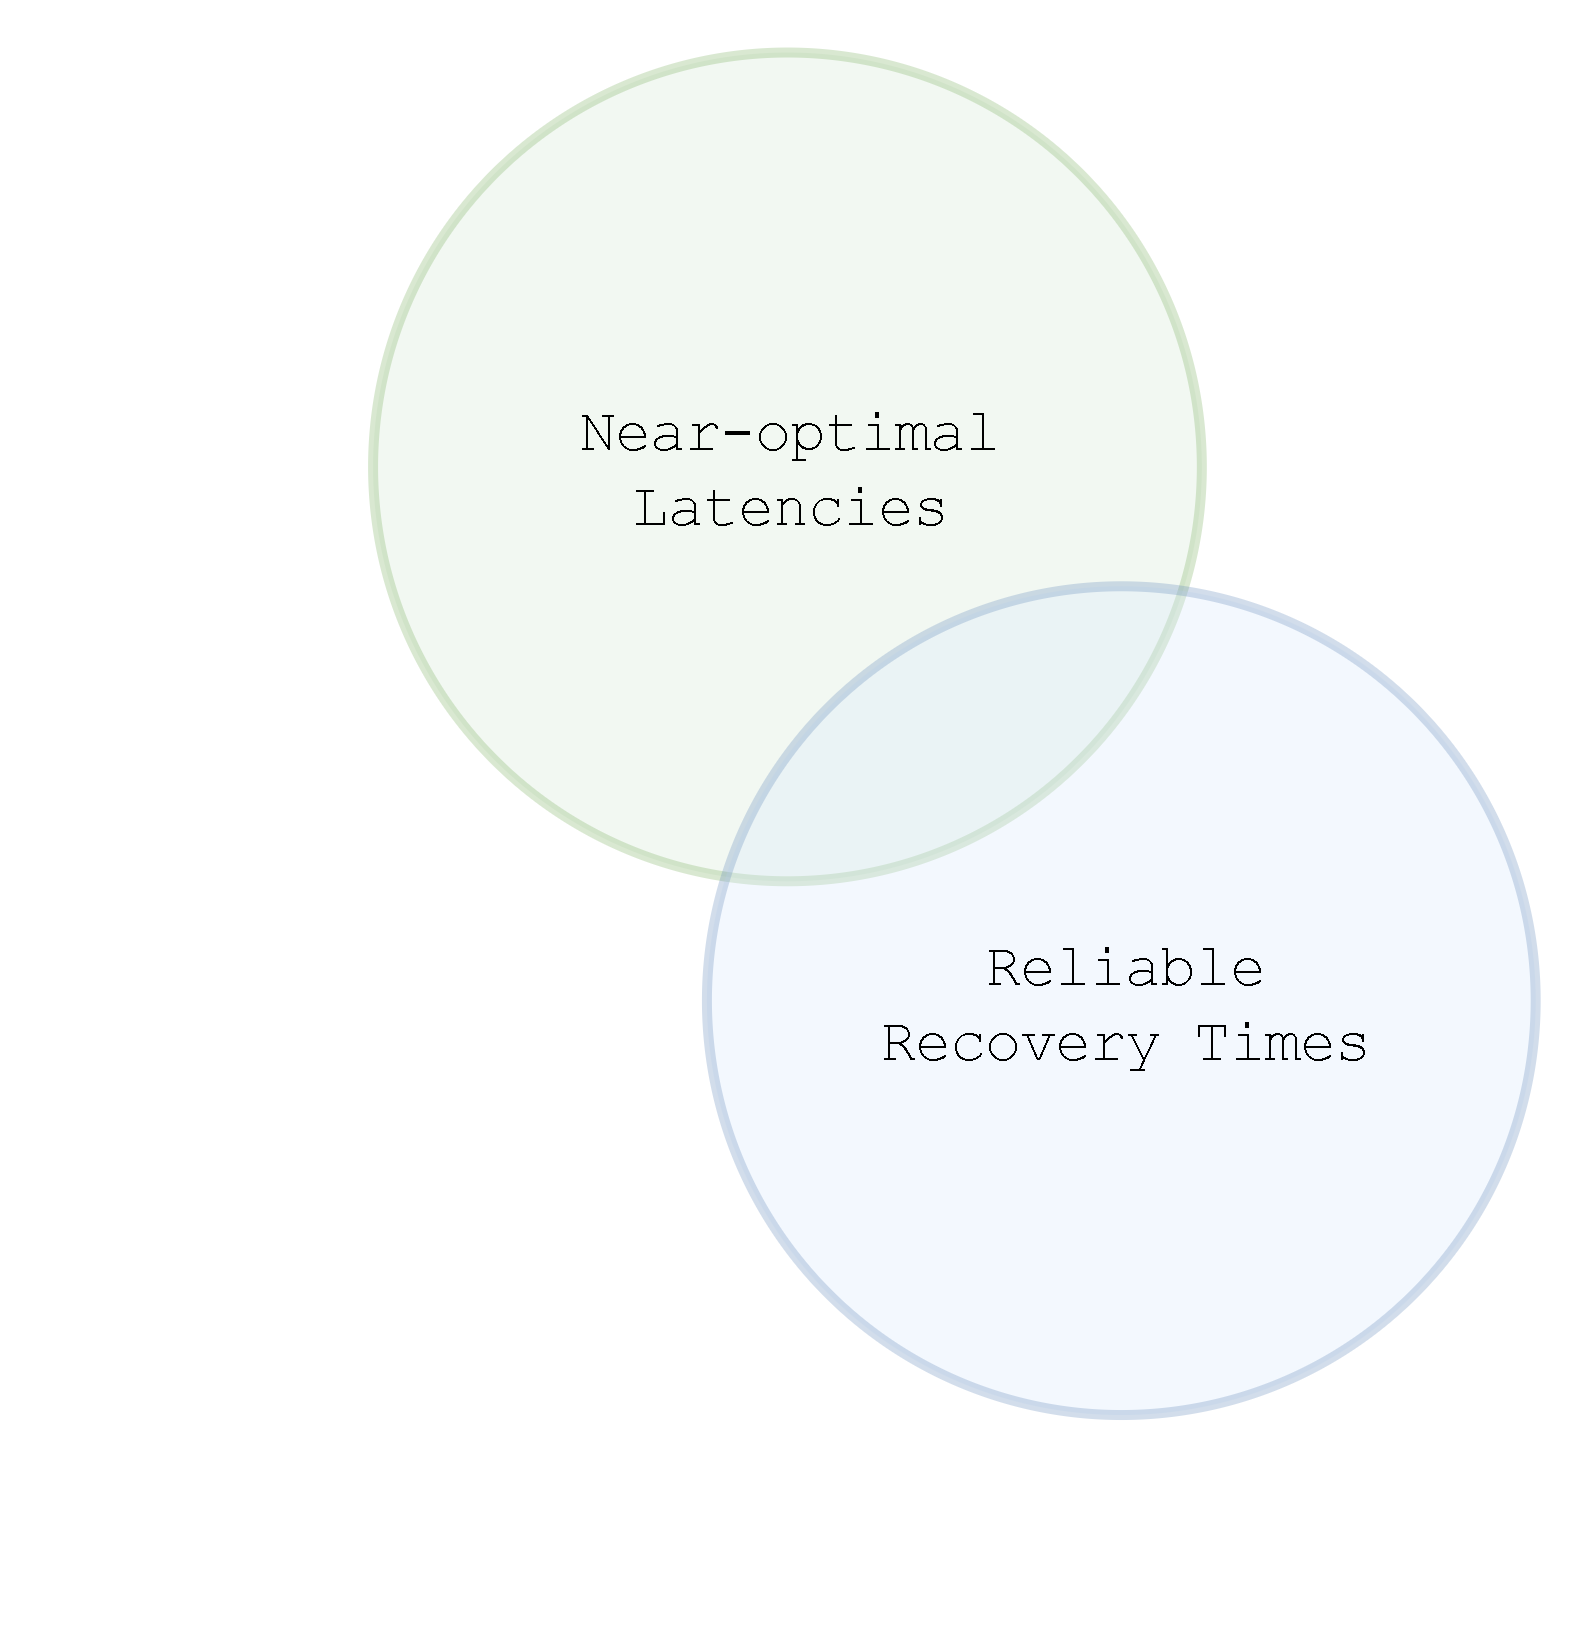 Near-optimal
Latencies
Reliable
Recovery Times